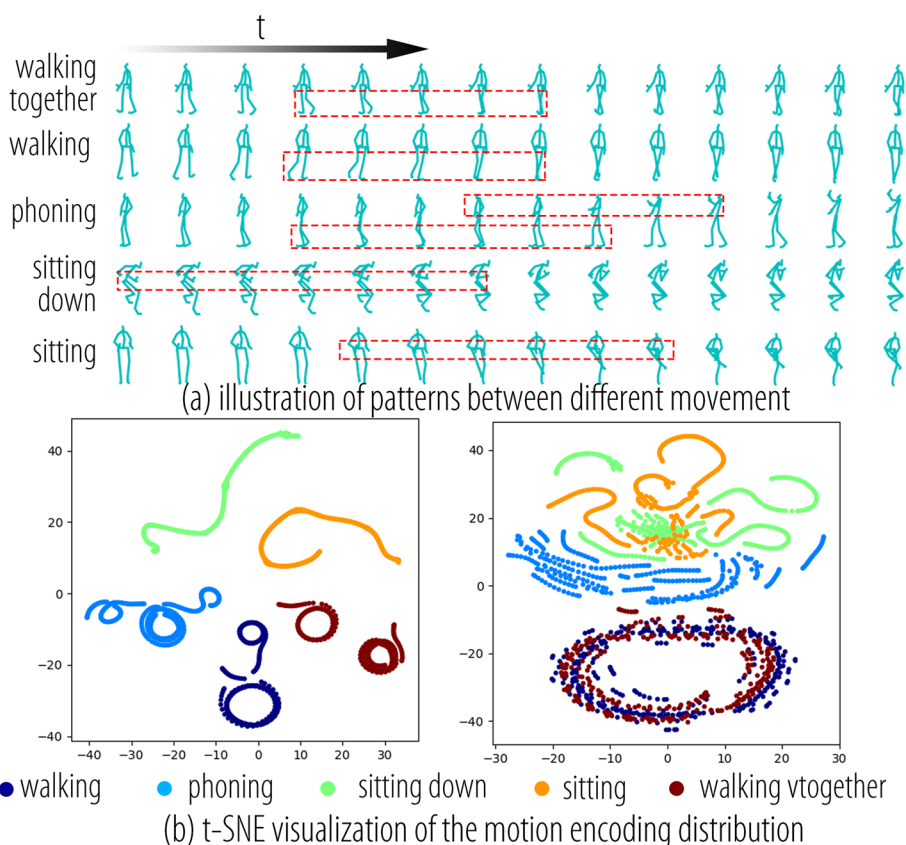 t
walking
together
walking
phoning
sitting
down
sitting
(a) illustration of patterns between different movement
40
20
0
−20
−40
−40 −30 −20 −10 0 10 20 30
40
20
0
−20
−40
−30 −20 −10 0 10 20 30
walking phoning sitting down sitting walking vtogether
(b) t-SNE visualization of the motion encoding distribution